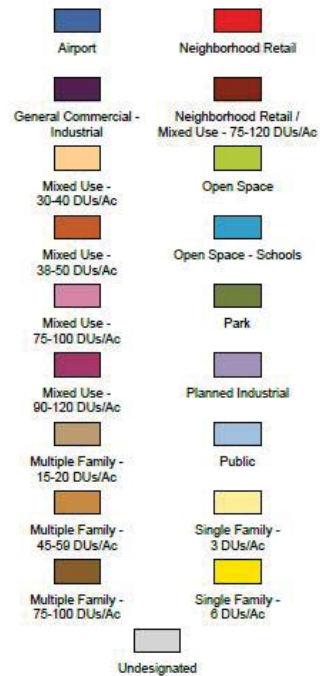 Airport
Neighborhood Retail
General Commercial -
Industrial
Neighborhood Retail /
Mixed Use - 75-120 DUs/Ac
Mixed Use -
30-40 DUs/Ac
Open Space
Mixed Use -
38-50 DUs/Ac
Open Space - Schools
Mixed Use -
75-100 DUs/Ac
Park
Mixed Use -
90-120 DUs/Ac
Planned Industrial
Multiple Family -
15-20 DUs/Ac
Public
Multiple Family -
45-59 DUs/Ac
Single Family -
3 DUs/Ac
Multiple Family -
75-100 DUs/Ac
Single Family -
6 DUs/Ac
Undesignated